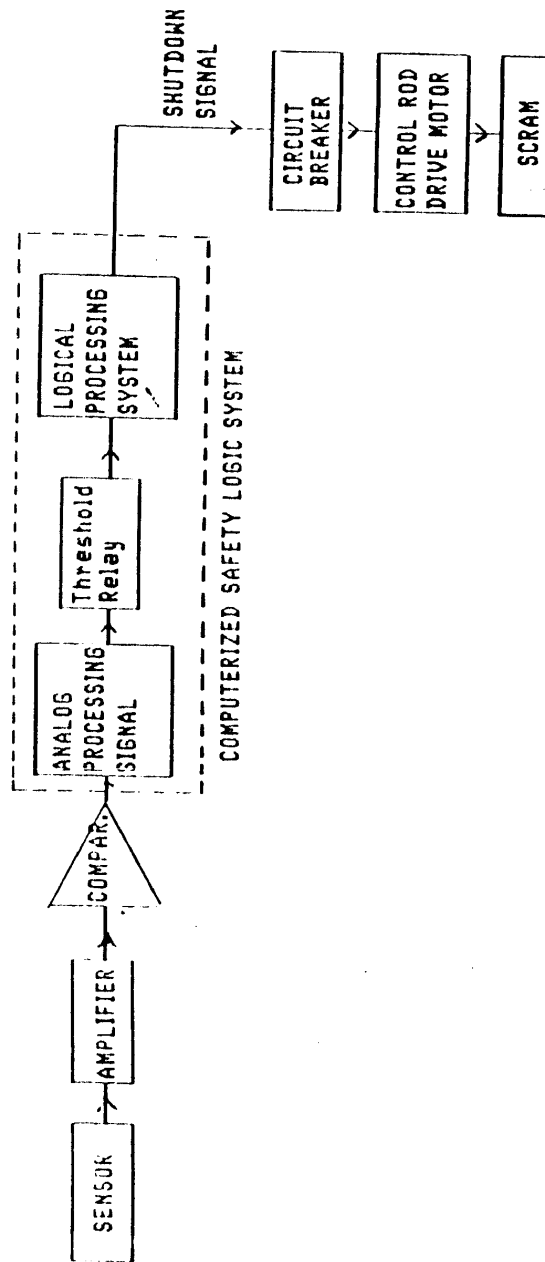 SENSOR
AMPLIFIER
COMPAR.
ANALOG
PROCESSING
SIGNAL
Threshold
Relay
LOGICAL
PROCESSING
SYSTEM
COMPUTERIZED SAFETY LOGIC SYSTEM
SHUTDOWN
SIGNAL
CIRCUIT
BREAKER
CONTROL ROD
DRIVE MOTOR
SCRAM